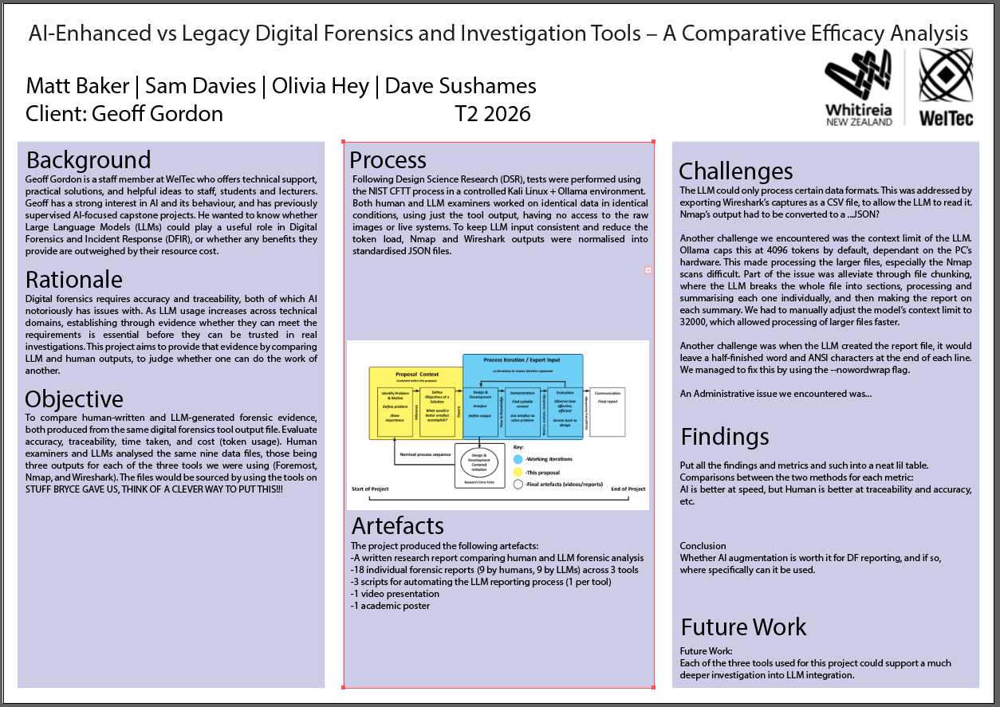 AI-Enhanced vs Legacy Digital Forensics and Investigation Tools – A Comparative Efficacy Analysis
Matt Baker | Sam Davies | Olivia Hey | Dave Sushames
Client: Geoff Gordon
T2 2026
Whitireia
NEW ZEALAND
WelTec
Background
Geoff Gordon is a staff member at WelTec who offers technical support,
practical solutions, and helpful ideas to staff, students and lecturers.
Geoff has a strong interest in AI and its behaviour, and has previously
supervised AI-focused capstone projects. He wanted to know whether
Large Language Models (LLMs) could play a useful role in Digital
Forensics and Incident Response (DFIR), or whether any benefits they
provide are outweighed by their resource cost.
Rationale
Digital forensics requires accuracy and traceability, both of which AI
notoriously has issues with. As LLM usage increases across technical
domains, establishing through evidence whether they can meet the
requirements is essential before they can be trusted in real
investigations. This project aims to provide that evidence by comparing
LLM and human outputs, to judge whether one can do the work of
another.
Objective
To compare human-written and LLM-generated forensic evidence,
both produced from the same digital forensics tool output file. Evaluate
accuracy, traceability, time taken, and cost (token usage). Human
examiners and LLMs analysed the same nine data files, those being
three outputs for each of the three tools we were using (Foremost,
Nmap, and Wireshark). The files would be sourced by using the tools on
STUFF BRYCE GAVE US, THINK OF A CLEVER WAY TO PUT THIS!!!
Process
Following Design Science Research (DSR), tests were performed using
the NIST CFTT process in a controlled Kali Linux + Ollama environment.
Both human and LLM examiners worked on identical data in identical
conditions, using just the tool output, having no access to the raw
images or live systems. To keep LLM input consistent and reduce the
token load, Nmap and Wireshark outputs were normalised into
standardised JSON files.
Process Iteration / Expert Input
x3 iterations to reduce timeline expansion
Proposal Context
Contained within this proposal
Identify Problem
& Motive
Define problem
Show
importance
Inference
Define
Objectives of a
Solution
What would a
better artefact
accomplish?
Theory
Design &
Development
Artefact
Define output
How to Knowledge
Demonstration
Find suitable
context
Use artefact to
solve problem
Metrics, analysis, knowledge
Evaluation
Observe how
effective,
efficient
Iterate back to
design
Disciplinary Knowledge
Communication
Final report
Nominal process sequence
Design &
Development
Centered
Initiation
Research Entry Point
Key:
-Working iterations
-This proposal
-Final artefacts (videos/reports)
Start of Project
End of Project
Artefacts
The project produced the following artefacts:
-A written research report comparing human and LLM forensic analysis
-18 individual forensic reports (9 by humans, 9 by LLMs) across 3 tools
-3 scripts for automating the LLM reporting process (1 per tool)
-1 video presentation
-1 academic poster
Challenges
The LLM could only process certain data formats. This was addressed by
exporting Wireshark's captures as a CSV file, to allow the LLM to read it.
Nmap's output had to be converted to a ...JSON?
Another challenge we encountered was the context limit of the LLM.
Ollama caps this at 4096 tokens by default, dependant on the PC's
hardware. This made processing the larger files, especially the Nmap
scans difficult. Part of the issue was alleviate through file chunking,
where the LLM breaks the whole file into sections, processing and
summarising each one individually, and then making the report on
each summary. We had to manually adjust the model's context limit to
32000, which allowed processing of larger files faster.
Another challenge was when the LLM created the report file, it would
leave a half-finished word and ANSI characters at the end of each line.
We managed to fix this by using the --nowordwrap flag.
An Administrative issue we encountered was...
Findings
Put all the findings and metrics and such into a neat lil table.
Comparisons between the two methods for each metric:
AI is better at speed, but Human is better at traceability and accuracy,
etc.
Conclusion
Whether AI augmentation is worth it for DF reporting, and if so,
where specifically can it be used.
Future Work
Future Work:
Each of the three tools used for this project could support a much
deeper investigation into LLM integration.